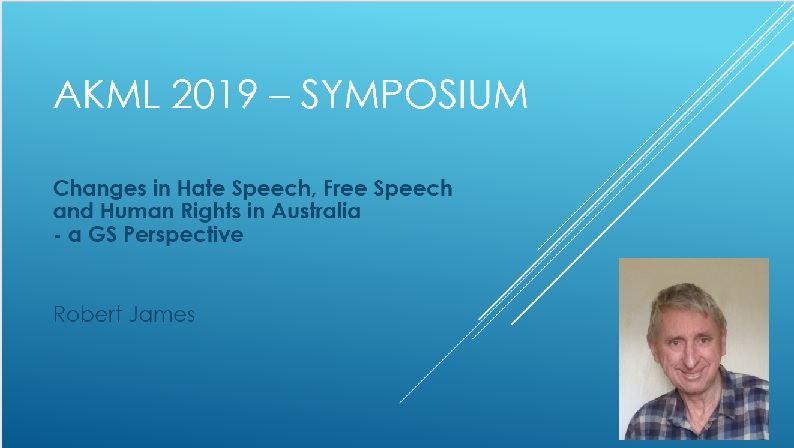 AKML 2019 – SYMPOSIUM
Changes in Hate Speech, Free Speech
and Human Rights in Australia
- a GS Perspective
Robert James